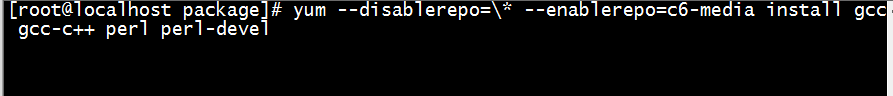 [root@localhost package]# yum --disablerepo=\* --enablerepo=c6-media install gcc
gcc-c++ perl perl-devel